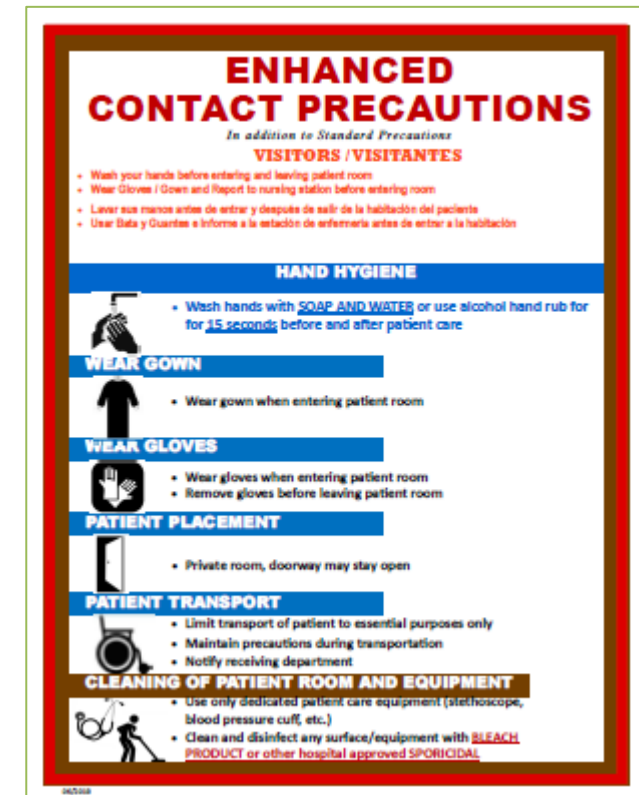 ENHANCED
CONTACT PRECAUTIONS
In addition to Standard Precautions
VISITORS / VISITANTES
• Wash your hands before entering and leaving patient room
• Wear Gloves / Gown and Report to nursing station before entering room
• Lavar sus manos antes de entrar y después de salir de la habitación del paciente
• Usar Bata y Guantes e Informe a la estación de enfermería antes de entrar a la habitación
HAND HYGIENE
• Wash hands with SOAP AND WATER or use alcohol hand rub for
for 15 seconds before and after patient care
WEAR GOWN
• Wear gown when entering patient room
WEAR GLOVES
• Wear gloves when entering patient room
• Remove gloves before leaving patient room
PATIENT PLACEMENT
• Private room, doorway may stay open
PATIENT TRANSPORT
• Limit transport of patient to essential purposes only
• Maintain precautions during transportation
• Notify receiving department
CLEANING OF PATIENT ROOM AND EQUIPMENT
• Use only dedicated patient care equipment (stethoscope,
blood pressure cuff, etc.)
• Clean and disinfect any surface/equipment with BLEACH
PRODUCT or other hospital approved SPORICIDAL